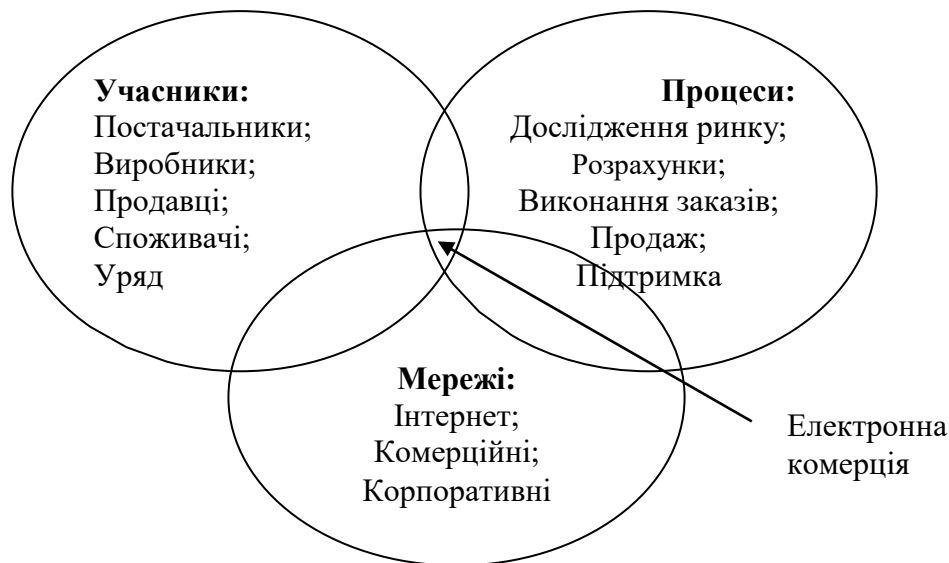 Учасники:
Постачальники;
Виробники;
Продавці;
Споживачі;
Уряд
Процеси:
Дослідження ринку;
Розрахунки;
Виконання заказів;
Продаж;
Підтримка
Мережі:
Інтернет;
Комерційні;
Корпоративні
Електронна
комерція